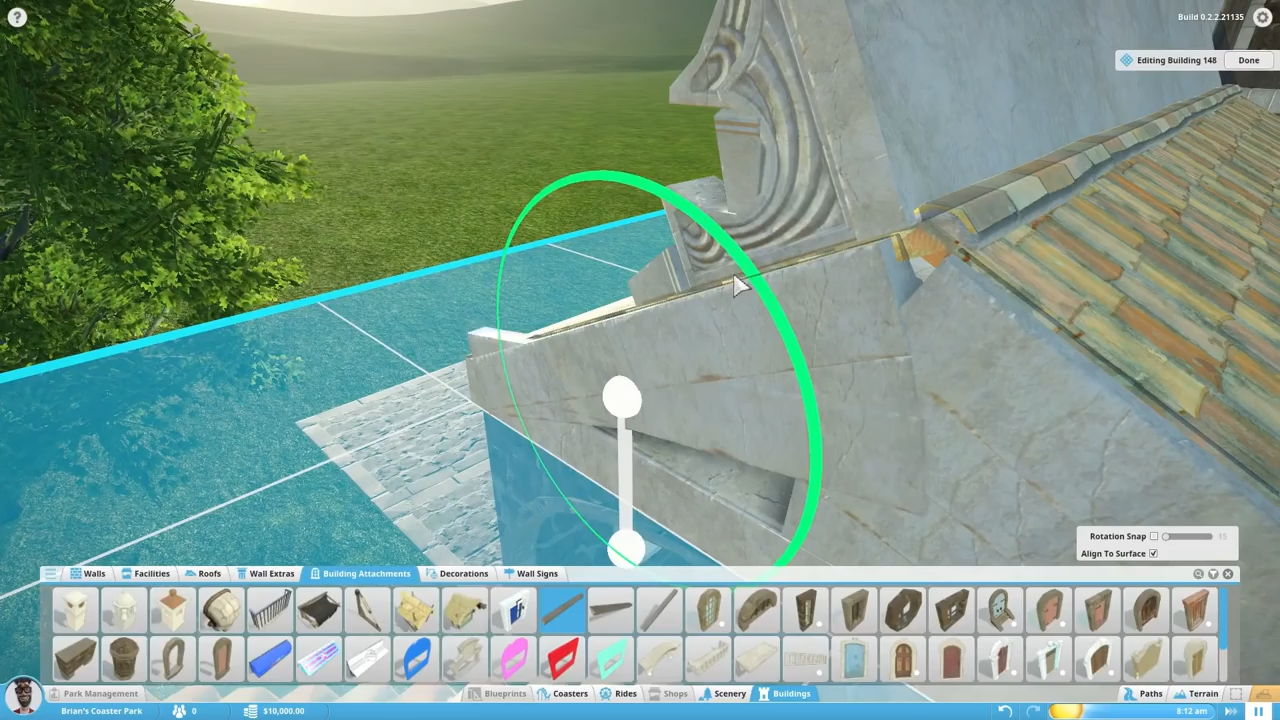 ?
Build 0.2.2.21135
Editing Building 148
Done
Rotation Snap
15
Align To Surface
Walls
Facilities
Roofs
Wall Extras
Building Attachments
Decorations
Wall Signs
Park Management
Blueprints
Coasters
Rides
Shops
Scenery
Buildings
Paths
Terrain
Brian's Coaster Park
0
$10,000.00
8:12 am